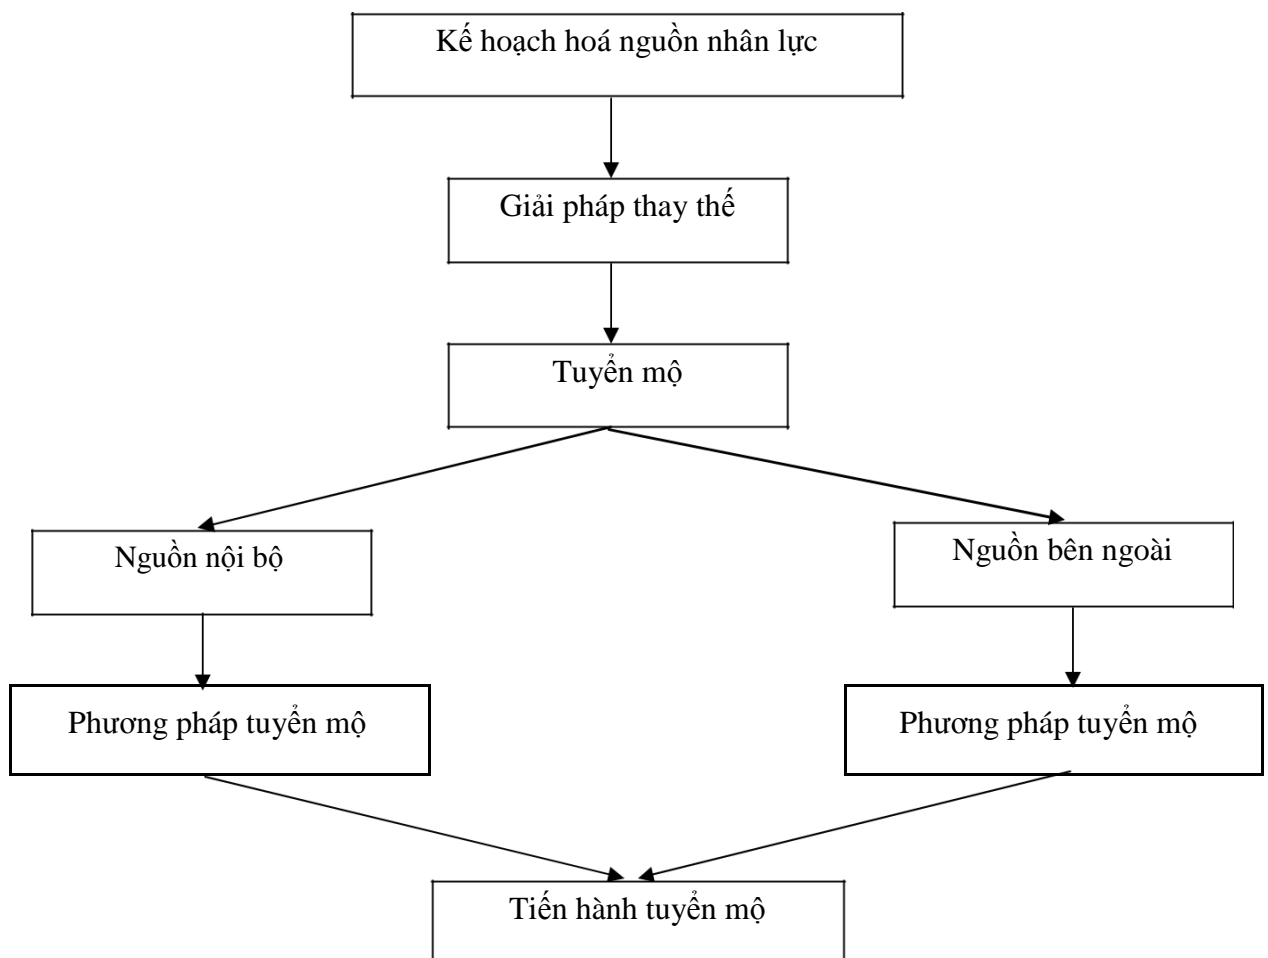 Kế hoạch hoá nguồn nhân lực
Giải pháp thay thế
Tuyển mộ
Nguồn nội bộ
Nguồn bên ngoài
Phương pháp tuyển mộ
Phương pháp tuyển mộ
Tiến hành tuyển mộ